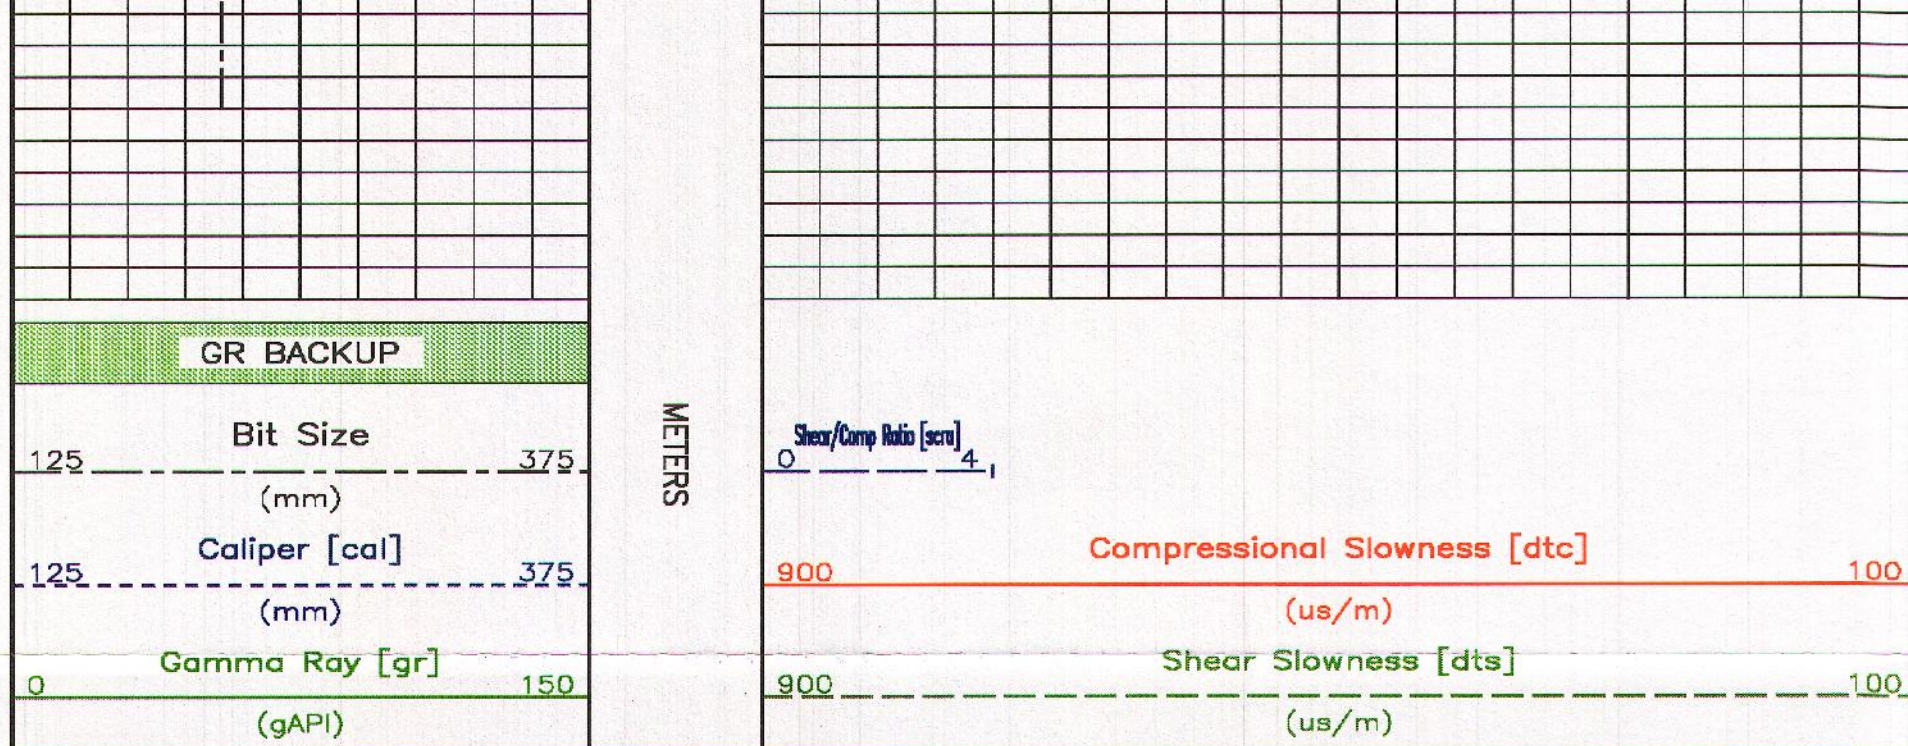 GR BACKUP
Bit Size
125 375
(mm)
Caliper [cal]
125 375
(mm)
Gamma Ray [gr]
0 150
(gAPI)
METERS
Shear/Comp Ratio [scra]
0 4
Compressional Slowness [dtc]
900 100
(us/m)
Shear Slowness [dts]
900 100
(us/m)